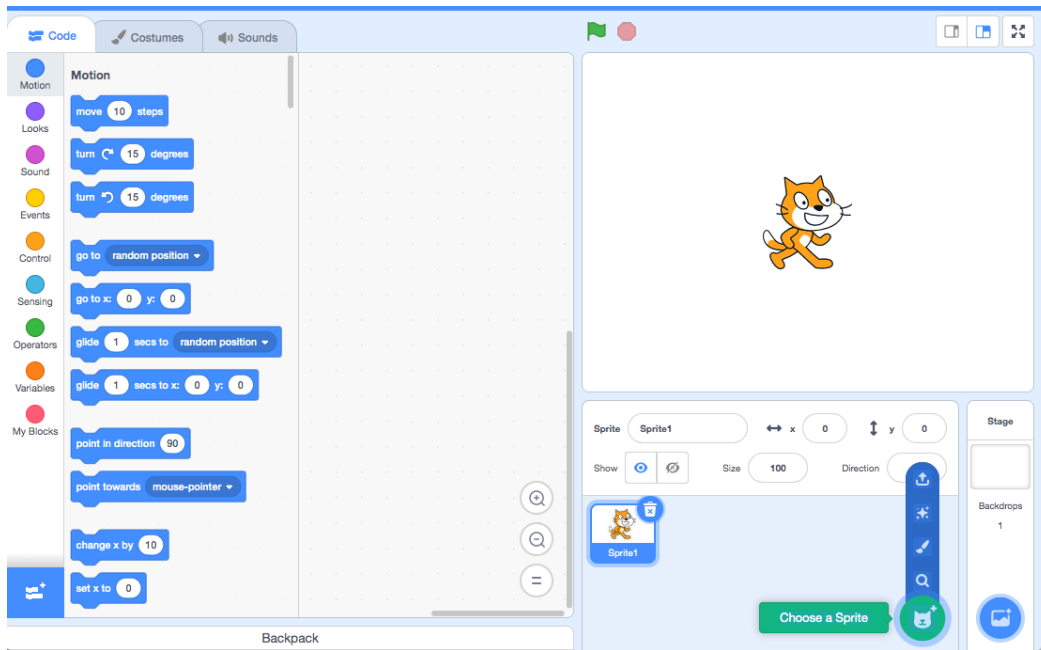 Code
Costumes
Sounds
Motion
Looks
Sound
Events
Control
Sensing
Operators
Variables
My Blocks
Motion
move 10 steps
turn 15 degrees
turn 15 degrees
go to random position
go to x: 0 y: 0
glide 1 secs to random position
glide 1 secs to x: 0 y: 0
point in direction 90
point towards mouse-pointer
change x by 10
set x to 0
Backpack
Sprite Sprite1 x 0 y 0
Show Size 100 Direction
Sprite1
Choose a Sprite
Stage
Backdrops
1